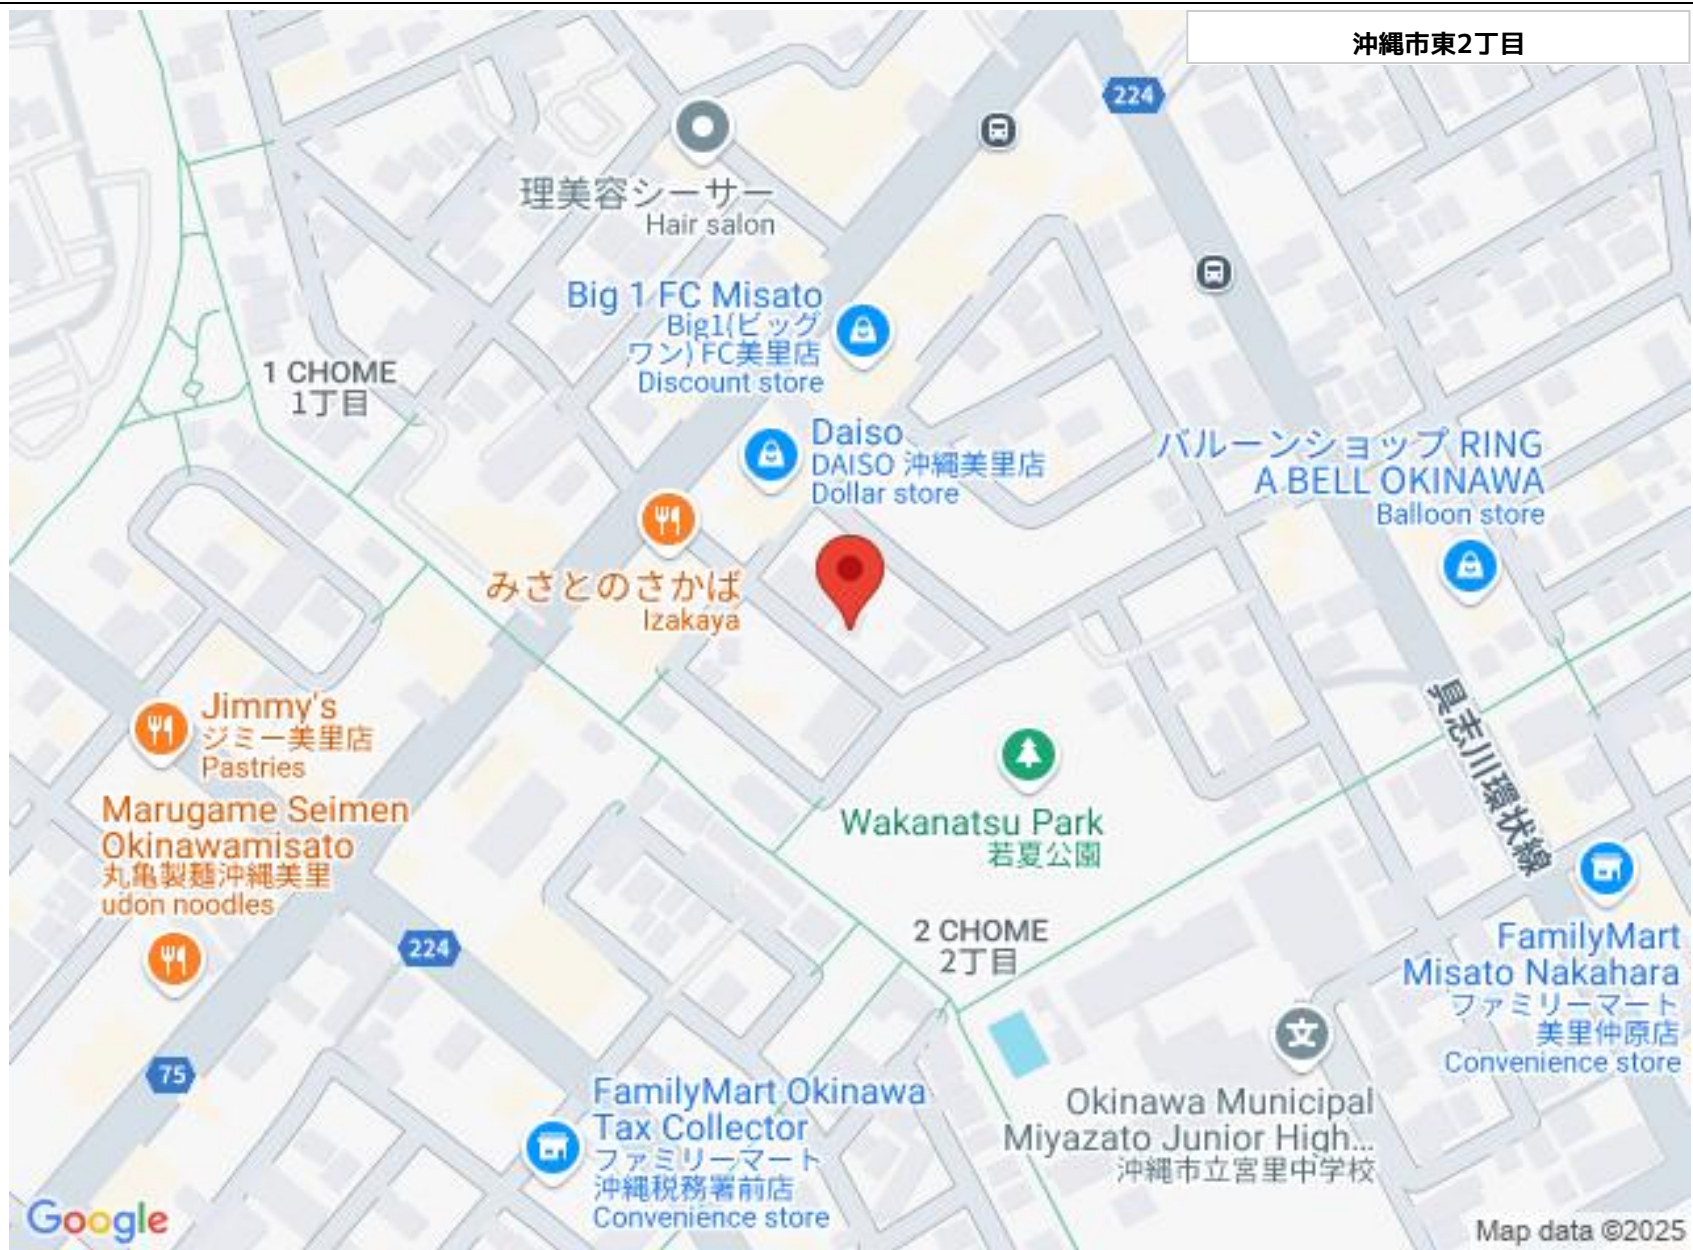 沖縄市東2丁目
224
理美容シーサー
Hair salon
Big 1 FC Misato
Big1(ビッグ
ワン) FC美里店
Discount store
1 CHOME
1丁目
Daiso
DAISO 沖縄美里店
Dollar store
バルーンショップ RING
A BELL OKINAWA
Balloon store
みさとのさかば
Izakaya
Jimmy's
ジミー美里店
Pastries
具志川環状線
Marugame Seimen
Okinawamisato
丸亀製麺沖縄美里
udon noodles
Wakanatsu Park
若夏公園
224
2 CHOME
2丁目
FamilyMart
Misato Nakahara
ファミリーマート
美里仲原店
Convenience store
文
75
FamilyMart Okinawa
Tax Collector
ファミリーマート
沖縄税務署前店
Convenience store
Okinawa Municipal
Miyazato Junior High...
沖縄市立宮里中学校
Google
Map data ©2025